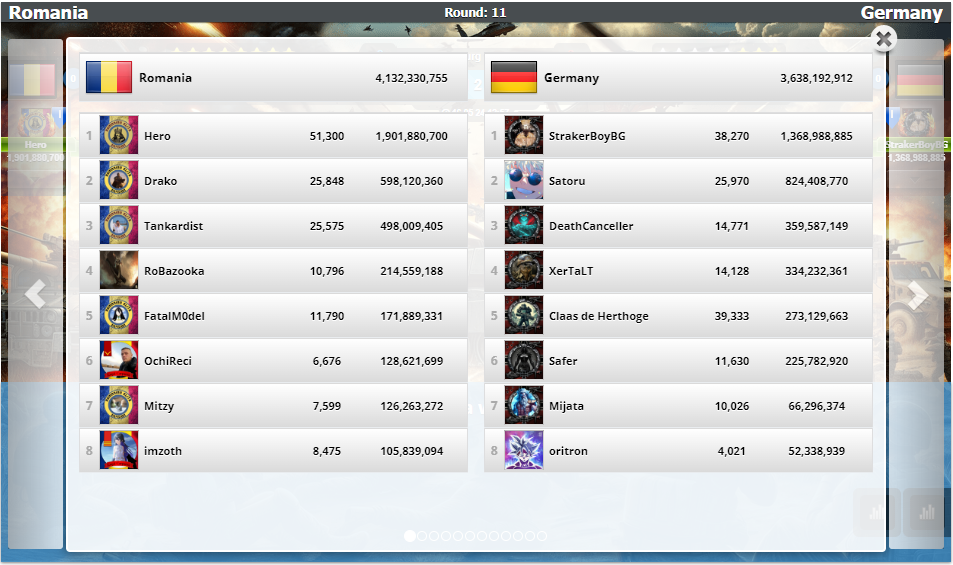 Romania Round: 11 Germany
Romania 4,132,330,755
1 Hero 51,300 1,901,880,700
2 Drako 25,848 598,120,360
3 Tankardist 25,575 498,009,405
4 RoBazooka 10,796 214,559,188
5 FatalM0del 11,790 171,889,331
6 OchiReci 6,676 128,621,699
7 Mitzy 7,599 126,263,272
8 imzoth 8,475 105,839,094
Germany 3,638,192,912
1 StrakerBoyBG 38,270 1,368,988,885
2 Satoru 25,970 824,408,770
3 DeathCanceller 14,771 359,587,149
4 XerTaLT 14,128 334,232,361
5 Claas de Herthoge 39,333 273,129,663
6 Safer 11,630 225,782,920
7 Mijata 10,026 66,296,374
8 oritron 4,021 52,338,939
Hero
1,901,880,700
StrakerBoyBG
1,368,988,885